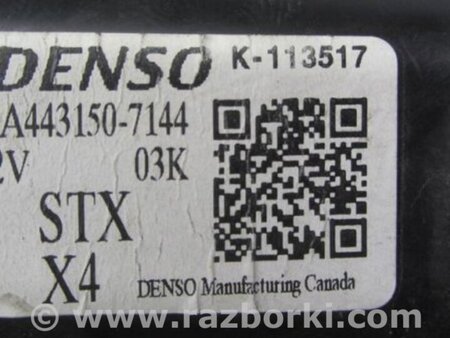 DENSO K-113517
A443150-7144
2V 03K
STX
X4 DENSO Manufacturing Canada
www.razborki.com